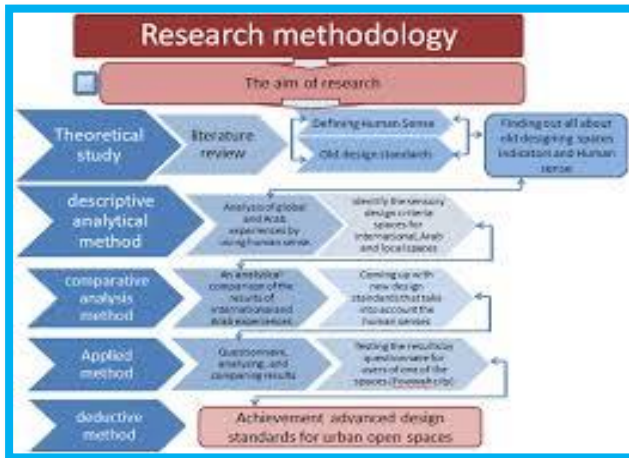 Research methodology
The aim of research
Theoretical
study
literature
review
Defining Human Sense
Old design standards
Finding out all about
old designing spaces
indicators and Human
sense
descriptive
analytical
method
Analysis of global
and Arab
experiences by
using human sense.
Identify the sensory
design criteria
spaces for
international, Arab
and local spaces
comparative
analysis
method
An analytical
comparison of the
results of
international and
Arab experiences
Coming up with
new design
standards that take
into account the
human senses
Applied
method
Questionnaire,
analyzing, and
comparing results
Testing the results by
questionnaire for
users of one of the
spaces
deductive
method
Achievement advanced design
standards for urban open spaces